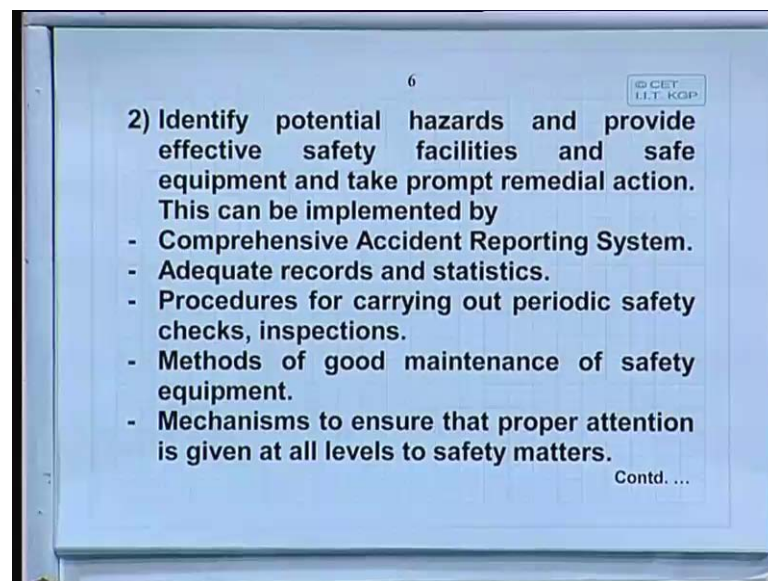 6
© CET
I.I.T. KGP
2) Identify potential hazards and provide
effective safety facilities and safe
equipment and take prompt remedial action.
This can be implemented by
- Comprehensive Accident Reporting System.
- Adequate records and statistics.
- Procedures for carrying out periodic safety
checks, inspections.
- Methods of good maintenance of safety
equipment.
- Mechanisms to ensure that proper attention
is given at all levels to safety matters.
Contd. ...